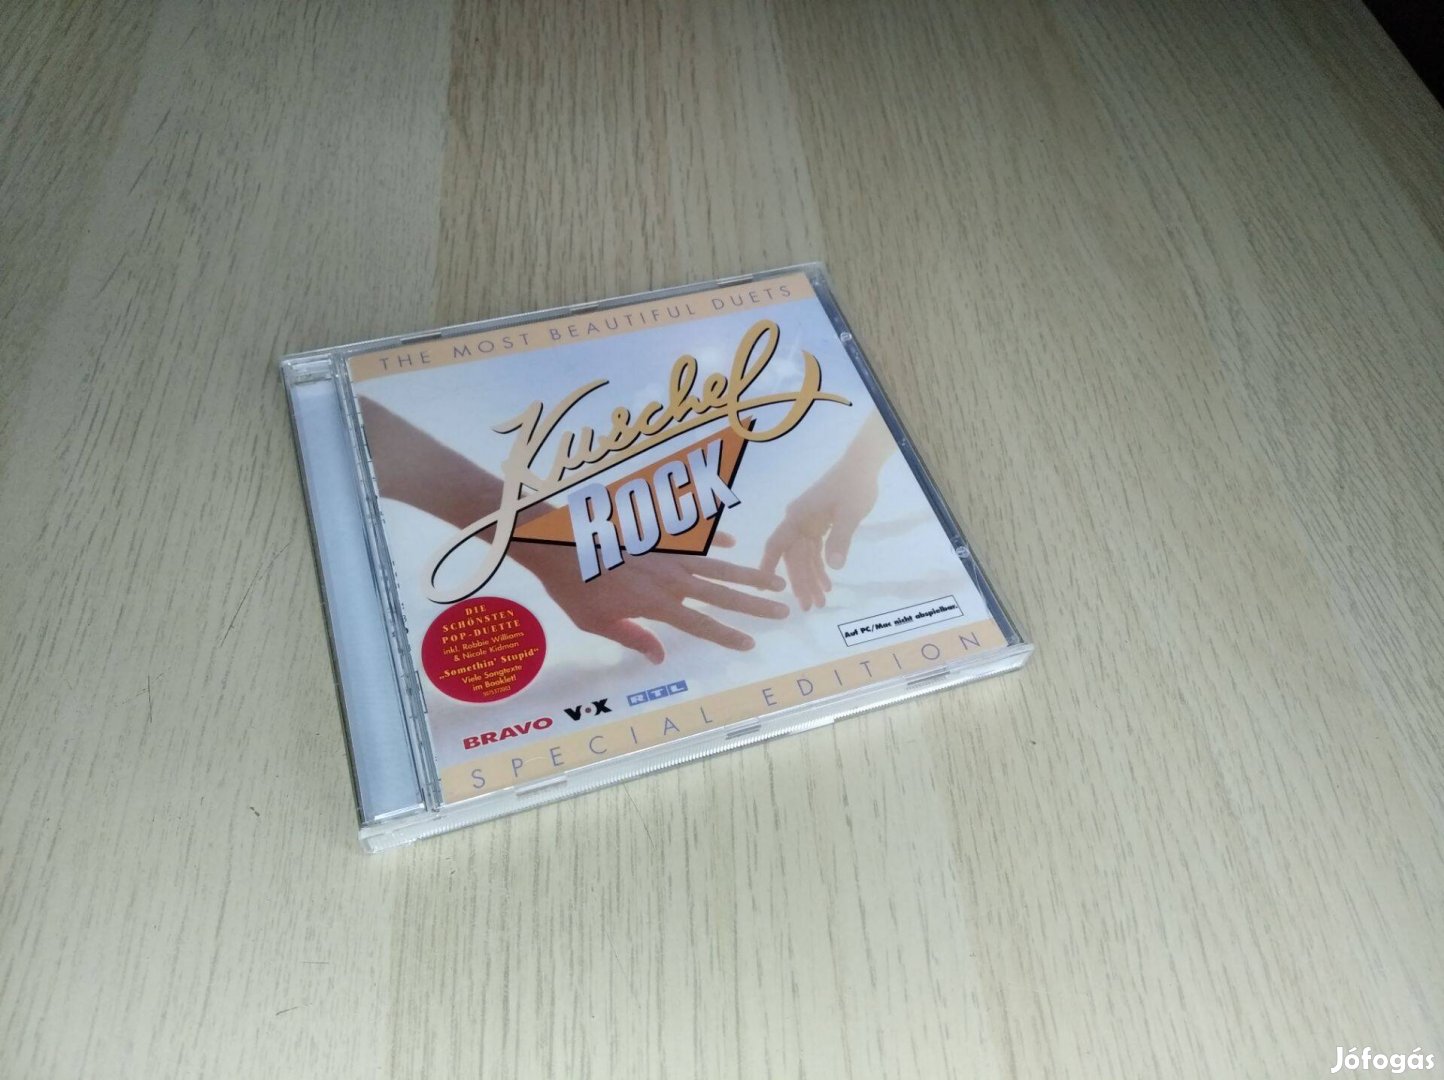 THE MOST BEAUTIFUL DUETS
Kuschel
ROCK
DIE
SCHÖNSTEN
POP-DUETTE
inkl. Robbie Williams
& Nicole Kidman
„Somethin' Stupid“
Viele Songtexte
im Booklet!
Auf PC/Mac nicht abspielbar.
BRAVO
VOX
RTL
SPECIAL EDITION
Jófogás